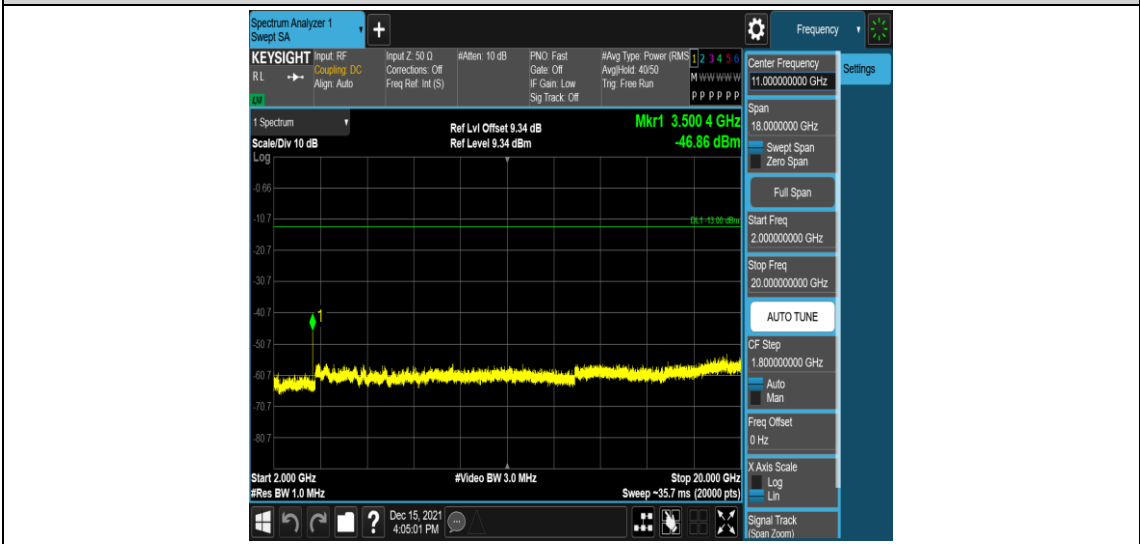 Spectrum Analyzer 1
Swept SA
+
Frequency
KEYSIGHT
R L
LXI
Input: RF
Coupling: DC
Align: Auto
Input Z: 50 Ω
Corrections: Off
Freq Ref: Int (S)
#Atten: 10 dB
PNO: Fast
Gate: Off
IF Gain: Low
Sig Track: Off
#Avg Type: Power (RMS
Avg|Hold: 40/50
Trig: Free Run
1 2 3 4 5 6
M W W W W W
P P P P P P
1 Spectrum
Scale/Div 10 dB
Log
Ref Lvl Offset 9.34 dB
Ref Level 9.34 dBm
Mkr1 3.500 4 GHz
-46.86 dBm
-0.66
-10.7
DL1 -13.00 dBm
-20.7
-30.7
-40.7
1
-50.7
-60.7
-70.7
-80.7
Start 2.000 GHz
#Res BW 1.0 MHz
#Video BW 3.0 MHz
Stop 20.000 GHz
Sweep ~35.7 ms (20000 pts)
?
Dec 15, 2021
4:05:01 PM
Center Frequency
11.000000000 GHz
Settings
Span
18.0000000 GHz
Swept Span
Zero Span
Full Span
Start Freq
2.000000000 GHz
Stop Freq
20.000000000 GHz
AUTO TUNE
CF Step
1.800000000 GHz
Auto
Man
Freq Offset
0 Hz
X Axis Scale
Log
Lin
Signal Track
(Span Zoom)